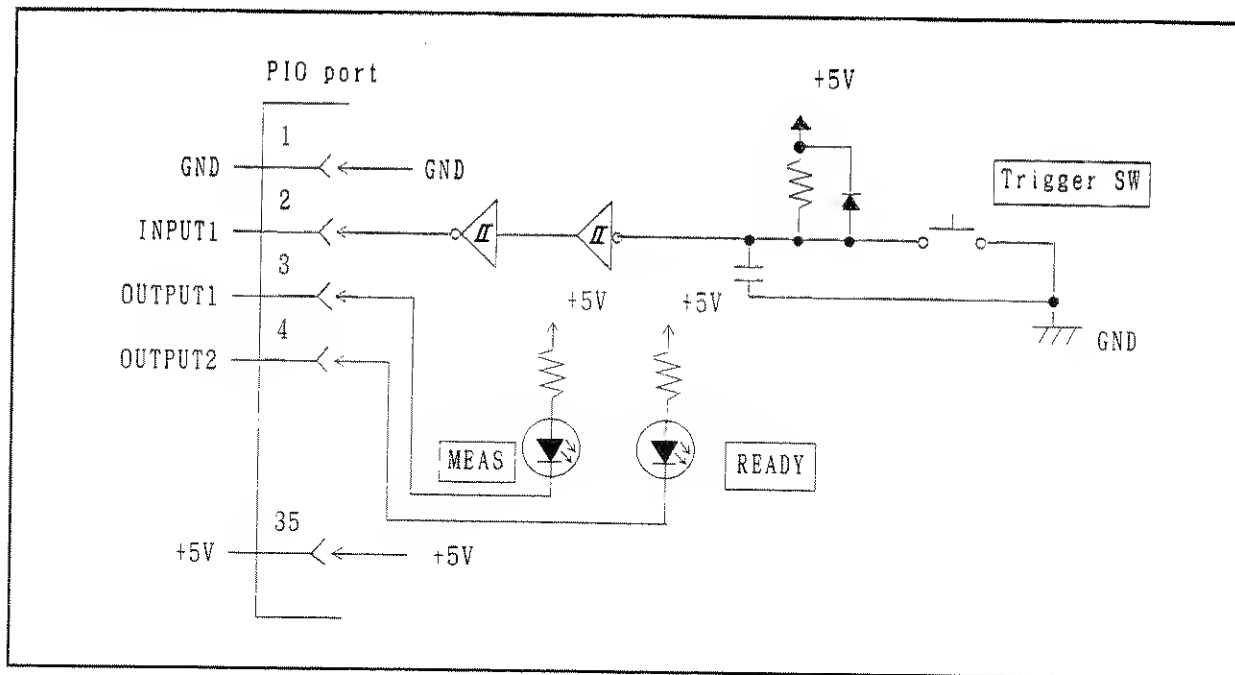 PIO port
+5V
1
GND
GND
Trigger SW
2
INPUT1
3
OUTPUT1
+5V
+5V
4
GND
OUTPUT2
MEAS
READY
35
+5V
+5V